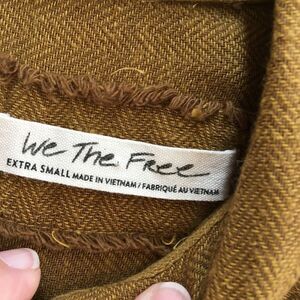 We The Free
EXTRA SMALL MADE IN VIETNAM / FABRIQUÉ AU VIETNAM